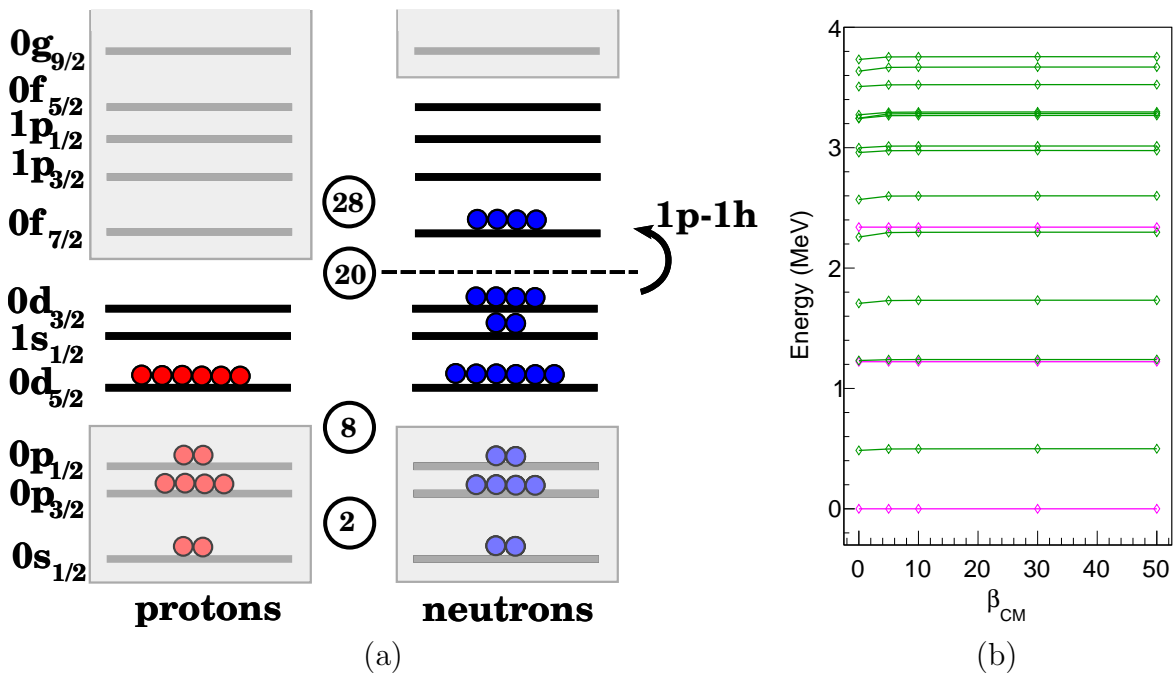 0g9/2
0f5/2
1p1/2
1p3/2
0f7/2
0d3/2
1s1/2
0d5/2
0p1/2
0p3/2
0s1/2
28
20
8
2
1p-1h
protons
neutrons
(a)
4
3
2
1
0
Energy (MeV)
0 10 20 30 40 50
βCM
(b)